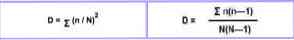 D = Σ (n / N)²
D = Σ n(n—1)
N(N—1)